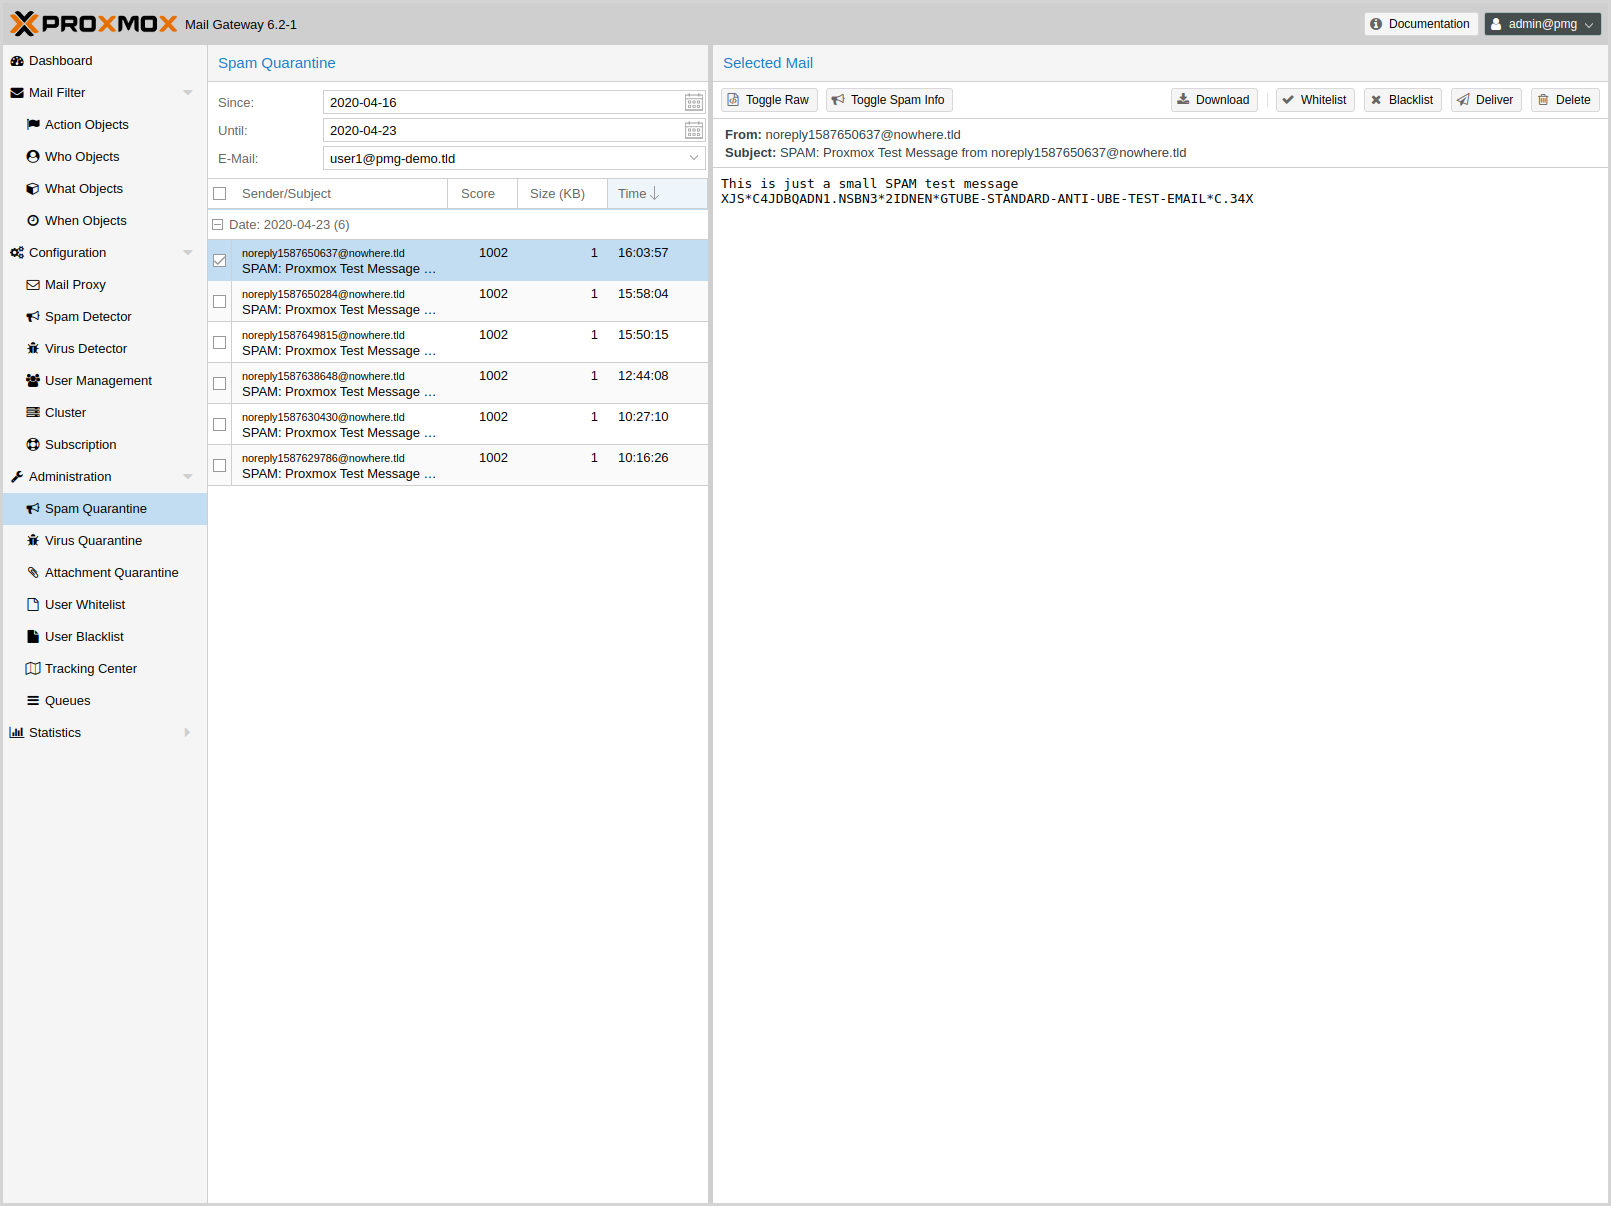 PROXMOX Mail Gateway 6.2-1
Documentation
admin@pmg
Dashboard
Mail Filter
Action Objects
Who Objects
What Objects
When Objects
Configuration
Mail Proxy
Spam Detector
Virus Detector
User Management
Cluster
Subscription
Administration
Spam Quarantine
Virus Quarantine
Attachment Quarantine
User Whitelist
User Blacklist
Tracking Center
Queues
Statistics
Spam Quarantine
Since: 2020-04-16
Until: 2020-04-23
E-Mail: user1@pmg-demo.tld
Sender/Subject Score Size (KB) Time
Date: 2020-04-23 (6)
noreply1587650637@nowhere.tld 1002 1 16:03:57
SPAM: Proxmox Test Message ...
noreply1587650284@nowhere.tld 1002 1 15:58:04
SPAM: Proxmox Test Message ...
noreply1587649815@nowhere.tld 1002 1 15:50:15
SPAM: Proxmox Test Message ...
noreply1587638648@nowhere.tld 1002 1 12:44:08
SPAM: Proxmox Test Message ...
noreply1587630430@nowhere.tld 1002 1 10:27:10
SPAM: Proxmox Test Message ...
noreply1587629786@nowhere.tld 1002 1 10:16:26
SPAM: Proxmox Test Message ...
Selected Mail
Toggle Raw Toggle Spam Info Download Whitelist Blacklist Deliver Delete
From: noreply1587650637@nowhere.tld
Subject: SPAM: Proxmox Test Message from noreply1587650637@nowhere.tld
This is just a small SPAM test message
XJS*C4JDBQADN1.NSBN3*2IDNEN*GTUBE-STANDARD-ANTI-UBE-TEST-EMAIL*C.34X